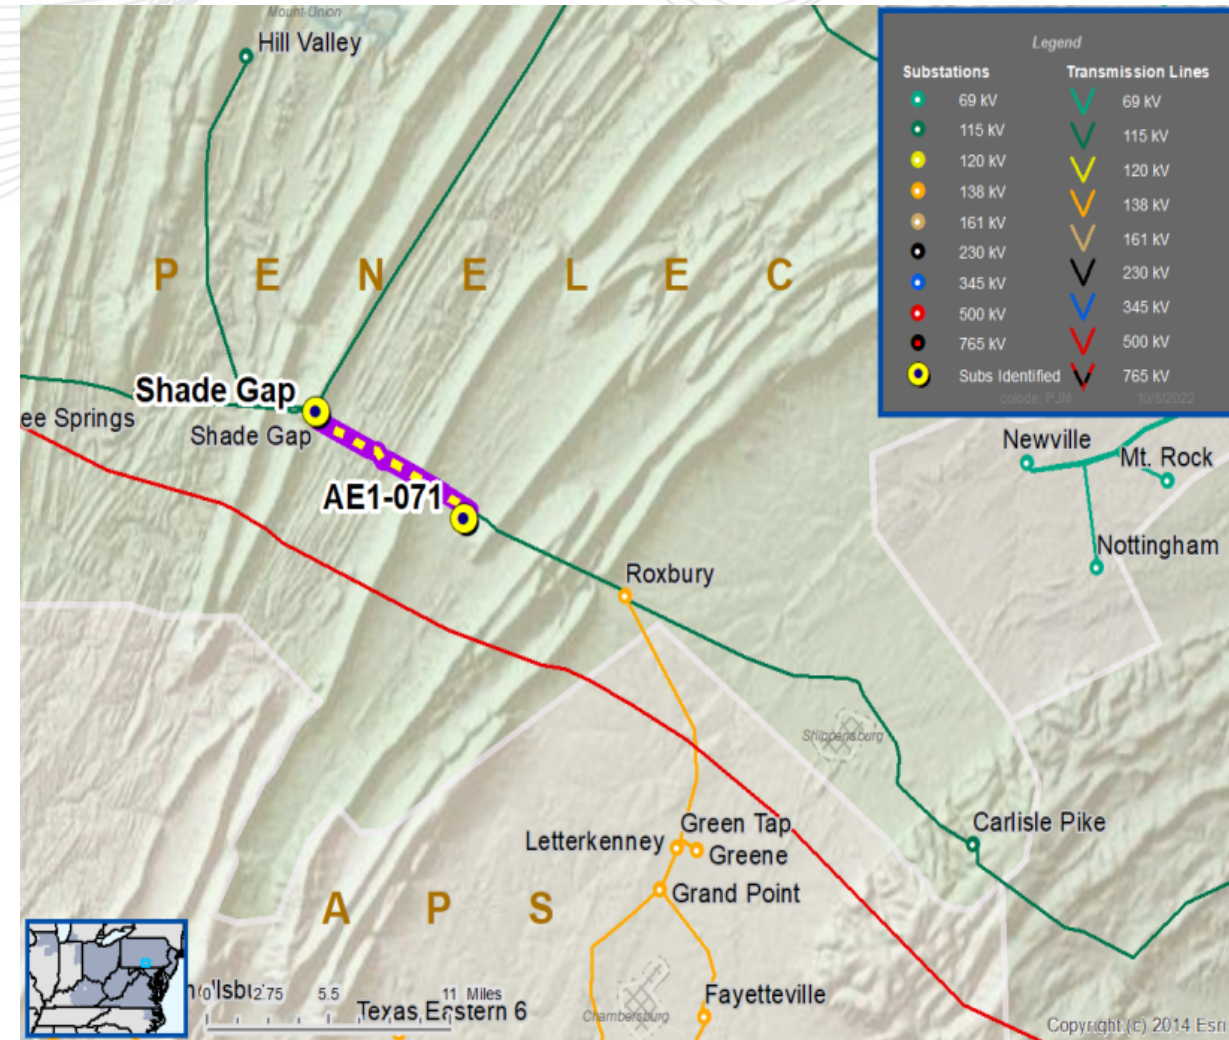 Mount Union
Hill Valley
Legend
Substations
Transmission Lines
69 kV
69 kV
115 kV
115 kV
120 kV
120 kV
138 kV
138 kV
161 kV
161 kV
230 kV
230 kV
345 kV
345 kV
500 kV
500 kV
765 kV
765 kV
Subs Identified
10/6/2022
P E N E L E C
Shade Gap
ee Springs
Shade Gap
Newville
Mt. Rock
AE1-071
Nottingham
Roxbury
Shippensburg
Green Tap
Carlisle Pike
Letterkenney
Greene
Grand Point
A P S
0 2.75 5.5 11 Miles
Texas Eastern 6
Chambersburg
Fayetteville
Copyright:(c) 2014 Esri